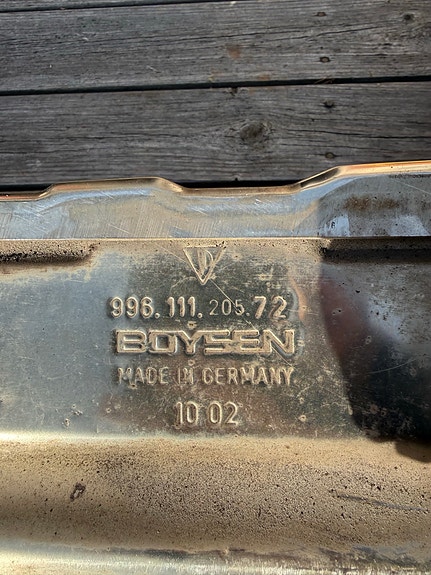 996.111.205.72
BOYSEN
MADE IN GERMANY
10 02